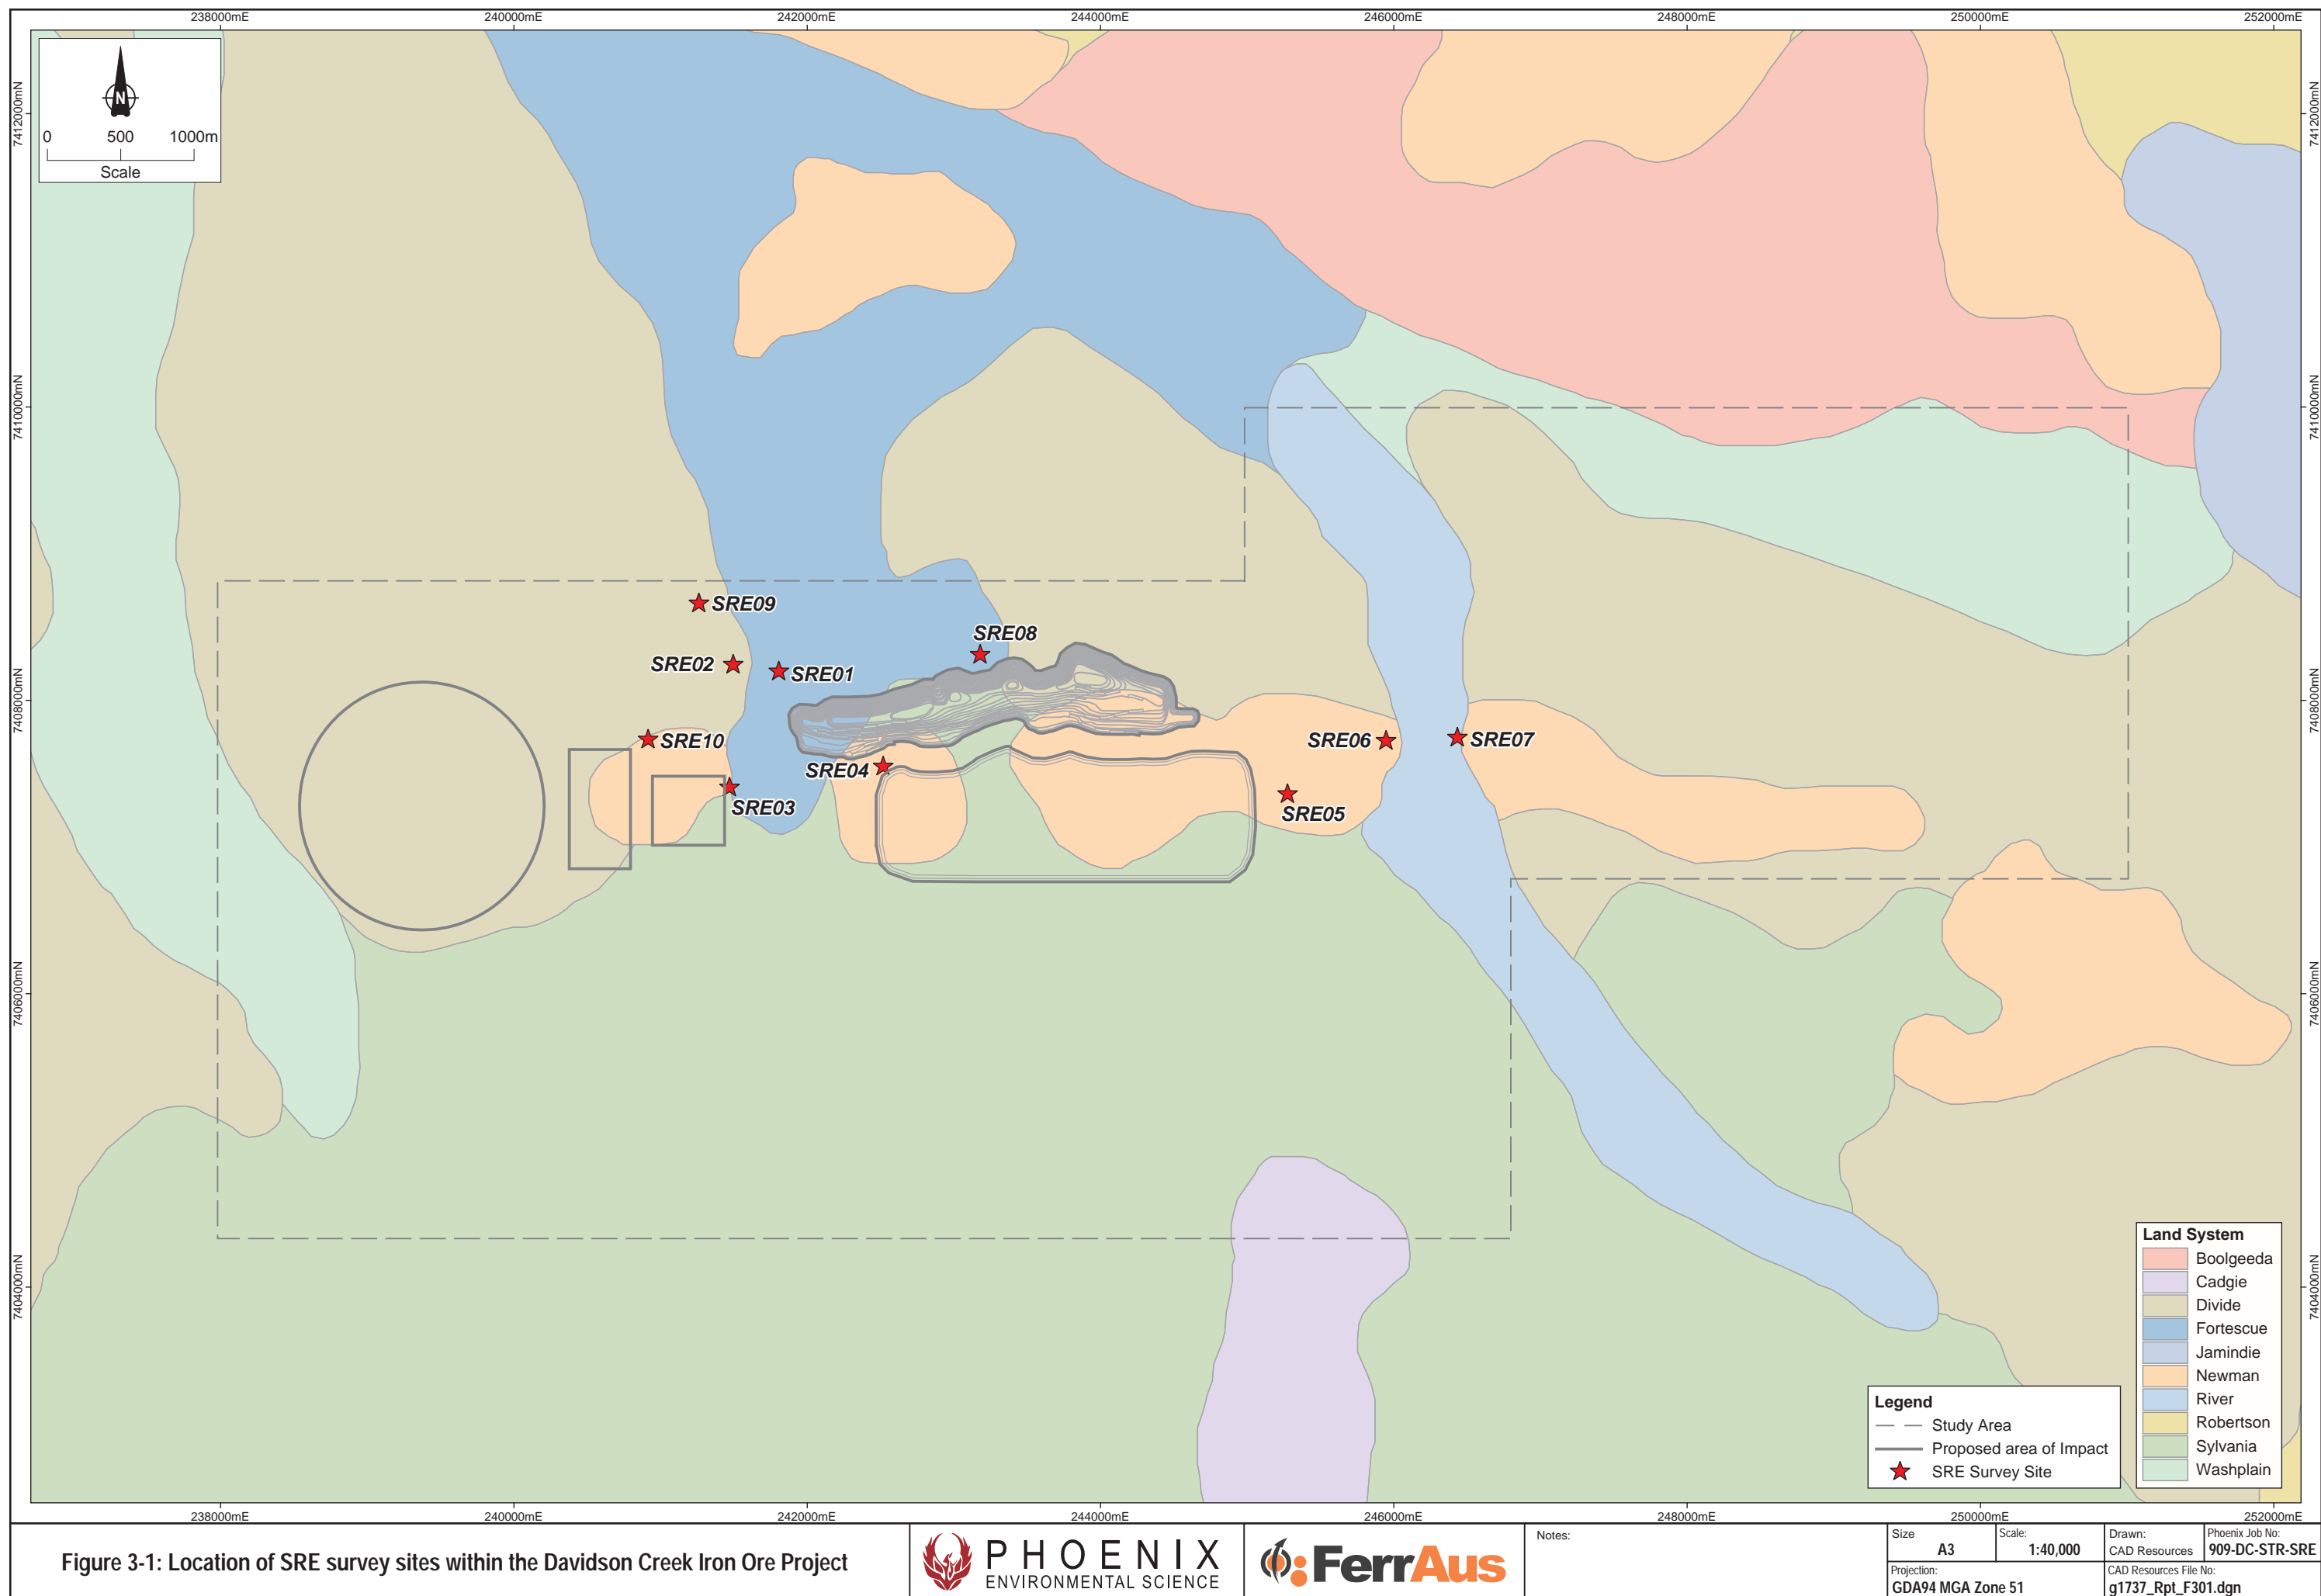 238000mE 240000mE 242000mE 244000mE 246000mE 248000mE 250000mE 252000mE
7412000mN
7410000mN
7408000mN
7406000mN
7404000mN
7412000mN
7410000mN
7408000mN
7406000mN
7404000mN
N
0 500 1000m
Scale
SRE09
SRE08
SRE02
SRE01
SRE10
SRE06
SRE07
SRE04
SRE03
SRE05
Land System
Boolgeeda
Cadgie
Divide
Fortescue
Jamindie
Newman
River
Robertson
Sylvania
Washplain
Legend
Study Area
Proposed area of Impact
SRE Survey Site
238000mE 240000mE 242000mE 244000mE 246000mE 248000mE 250000mE 252000mE
Figure 3-1: Location of SRE survey sites within the Davidson Creek Iron Ore Project
PHOENIX
ENVIRONMENTAL SCIENCE
FerrAus
Notes:
Size
A3
Scale:
1:40,000
Drawn:
CAD Resources
Phoenix Job No:
909-DC-STR-SRE
Projection:
GDA94 MGA Zone 51
CAD Resources File No:
g1737_Rpt_F301.dgn